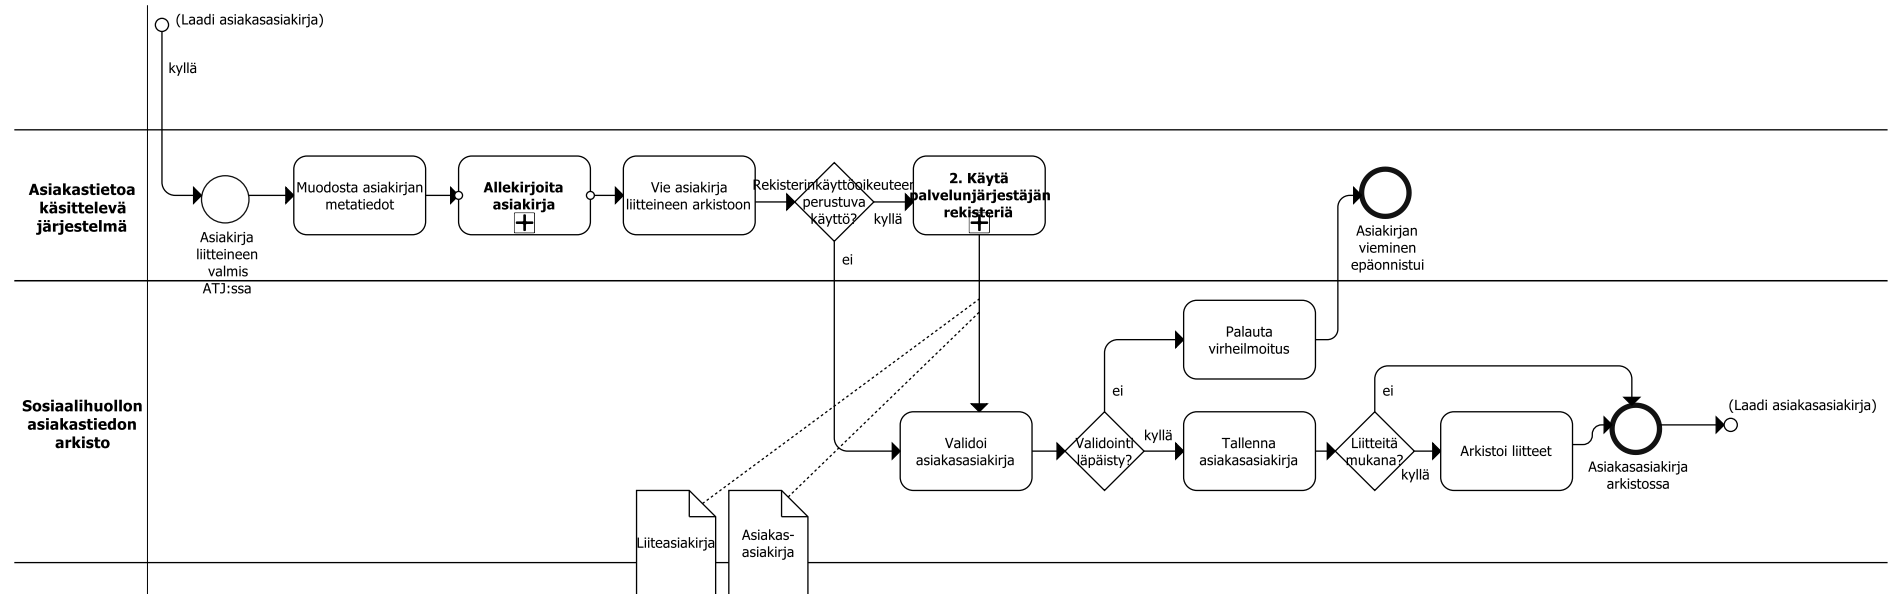 (Laadi asiakasasiakirja)
kyllä
Asiakastietoa
käsittelevä
järjestelmä
Asiakirja
liitteineen
valmis
ATJ:ssa
Muodosta asiakirjan
metatiedot
Allekirjoita
asiakirja
Vie asiakirja
liitteineen arkistoon
Rekisterinkäyttöoikeuteen
perustuva
käyttö?
kyllä
ei
2. Käytä
palvelunjärjestäjän
rekisteriä
Asiakirjan
vieminen
epäonnistui
Sosiaalihuollon
asiakastiedon
arkisto
Validoi
asiakasasiakirja
Validointi
läpäisty?
ei
kyllä
Palauta
virheilmoitus
Tallenna
asiakasasiakirja
Liitteitä
mukana?
ei
kyllä
Arkistoi liitteet
Asiakasasiakirja
arkistossa
(Laadi asiakasasiakirja)
Liiteasiakirja
Asiakas-
asiakirja